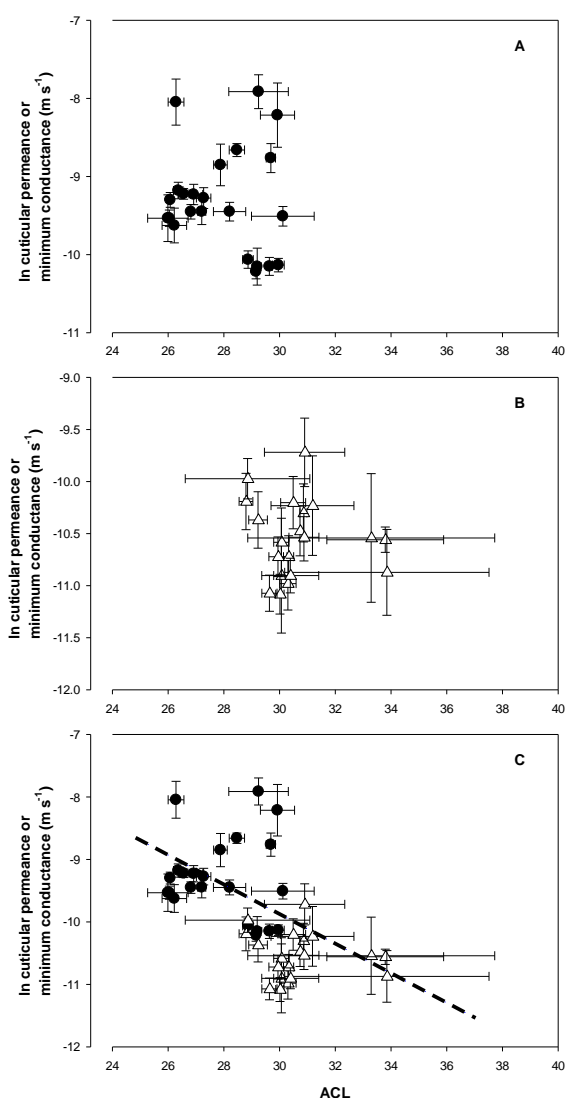 -7
A
-8
-9
-10
-11
ln cuticular permeance or
minimum conductance (m s-1)
24 26 28 30 32 34 36 38 40
-9.0
B
-9.5
-10.0
-10.5
-11.0
-11.5
-12.0
ln cuticular permeance or
minimum conductance (m s-1)
24 26 28 30 32 34 36 38 40
-7
C
-8
-9
-10
-11
-12
ln cuticular permeance or
minimum conductance (m s-1)
24 26 28 30 32 34 36 38 40
ACL